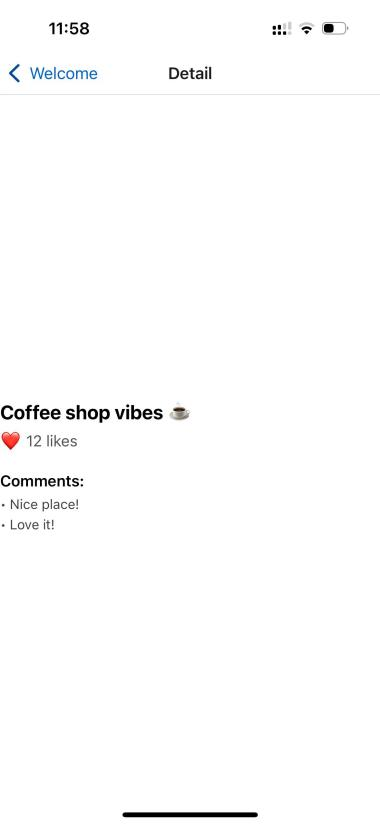 11:58
Welcome
Detail
Coffee shop vibes ☕
❤️ 12 likes
Comments:
• Nice place!
• Love it!